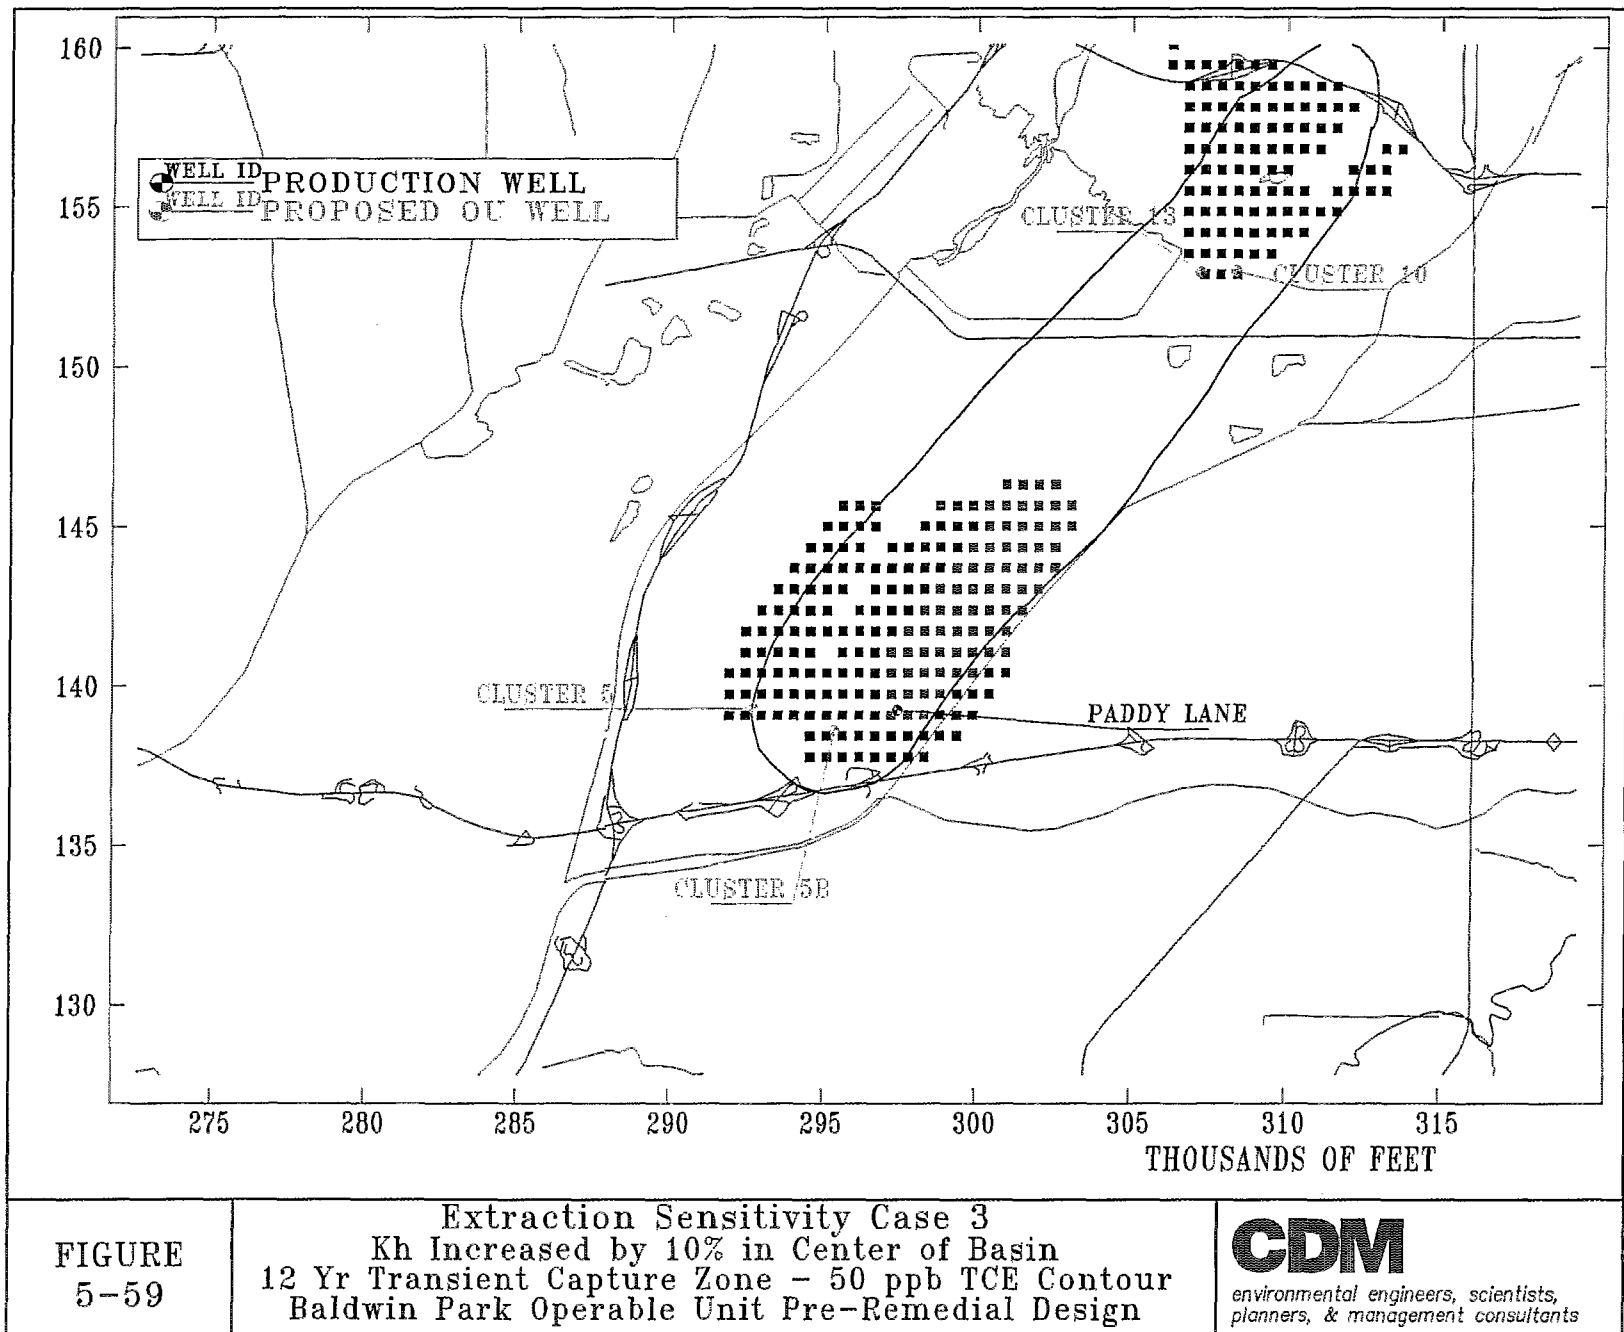 160
155
150
145
140
135
130
WELL ID PRODUCTION WELL
WELL ID PROPOSED OU WELL
CLUSTER 13
CLUSTER 10
CLUSTER 5
PADDY LANE
CLUSTER 5B
275 280 285 290 295 300 305 310 315
THOUSANDS OF FEET
FIGURE
5-59
Extraction Sensitivity Case 3
Kh Increased by 10% in Center of Basin
12 Yr Transient Capture Zone - 50 ppb TCE Contour
Baldwin Park Operable Unit Pre-Remedial Design
CDM
environmental engineers, scientists,
planners, & management consultants